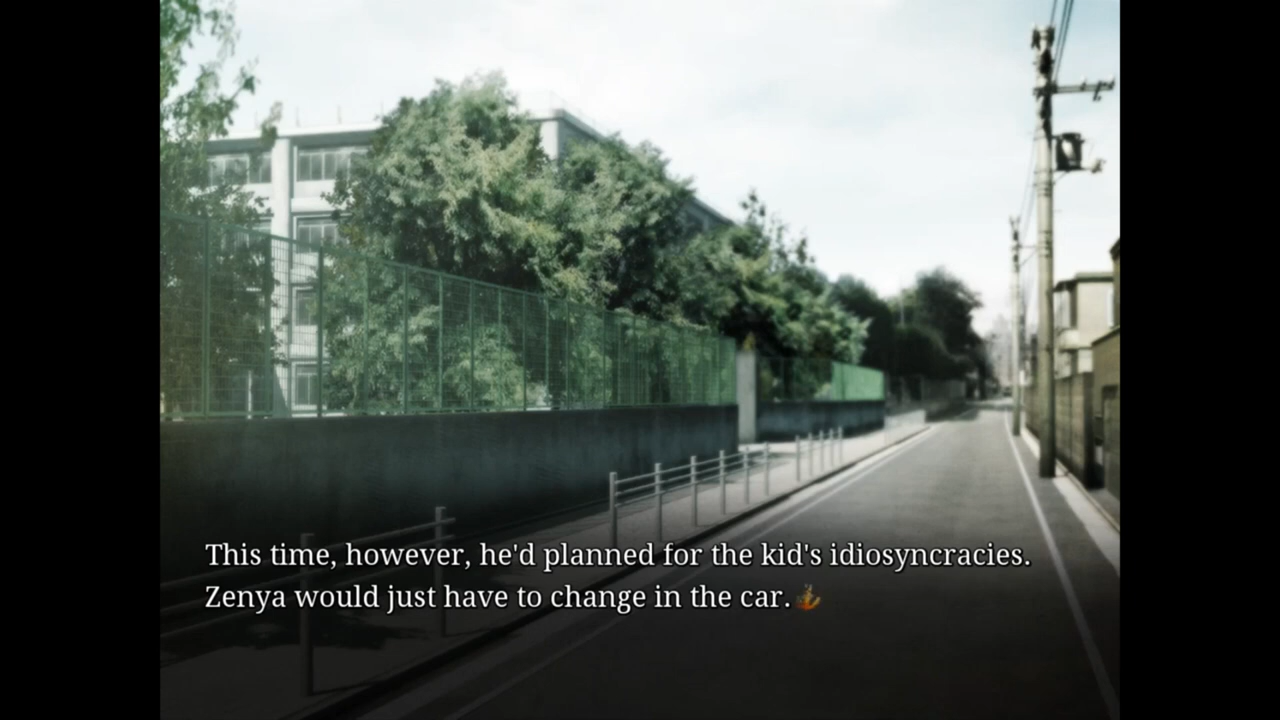 This time, however, he'd planned for the kid's idiosyncracies.
Zenya would just have to change in the car.